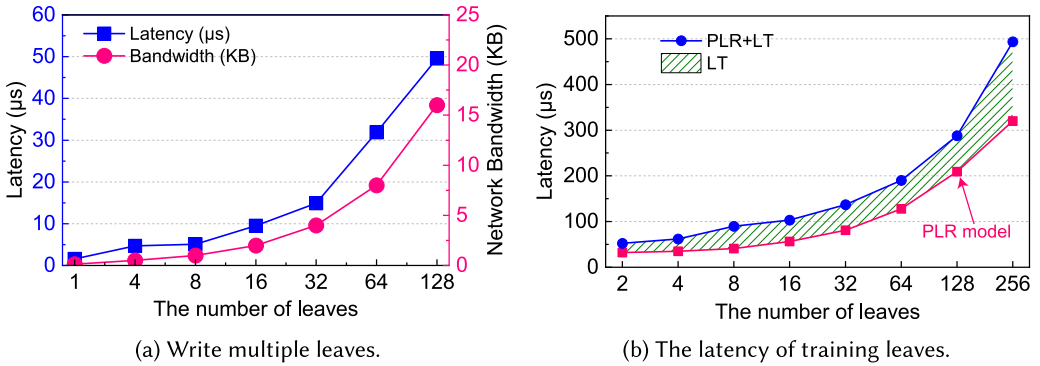 60
50
40
30
20
10
0
Latency (μs)
Latency (μs)
Bandwidth (KB)
25
20
15
10
5
0
Network Bandwidth (KB)
1 4 8 16 32 64 128
The number of leaves
(a) Write multiple leaves.
500
400
300
200
100
0
Latency (μs)
PLR+LT
LT
PLR model
2 4 8 16 32 64 128 256
The number of leaves
(b) The latency of training leaves.